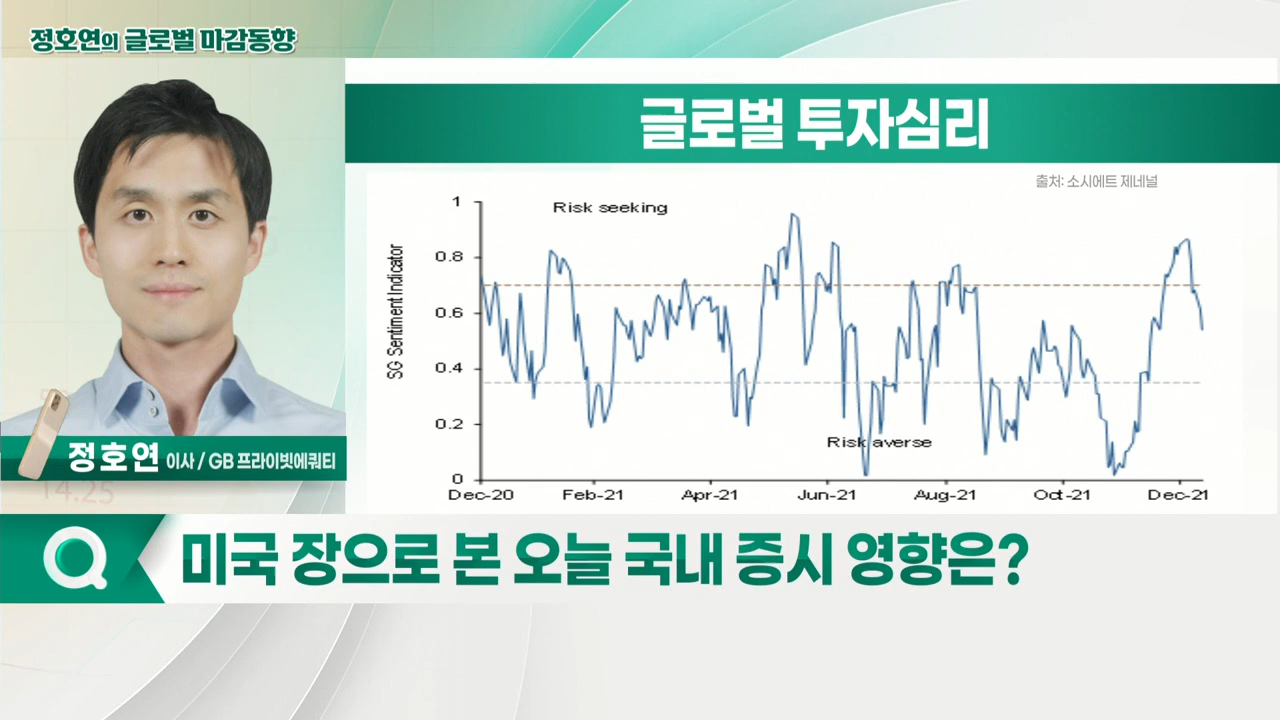 정호연의 글로벌 마감동향
글로벌 투자심리
출처: 소시에트 제네널
Risk seeking
SG Sentiment Indicator
1
0.8
0.6
0.4
0.2
0
Risk averse
Dec-20 Feb-21 Apr-21 Jun-21 Aug-21 Oct-21 Dec-21
정호연 이사 / GB 프라이빗에쿼티
14.25
Q 미국 장으로 본 오늘 국내 증시 영향은?